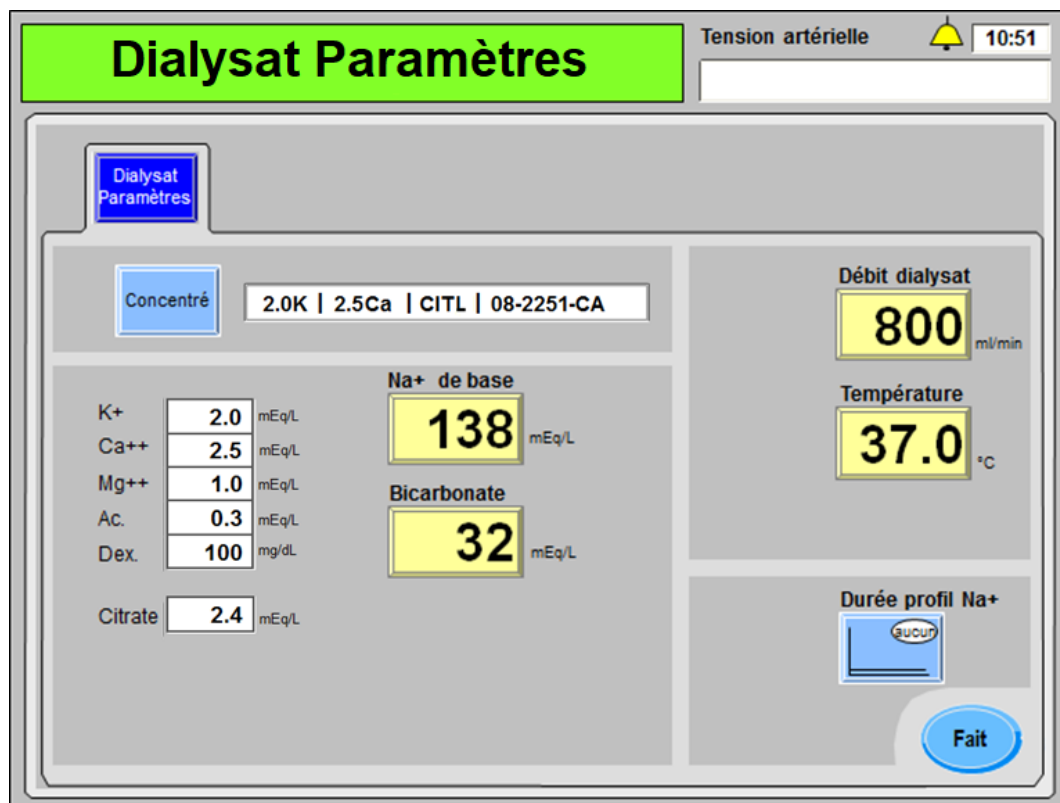 Dialysat Paramètres
Tension artérielle
10:51
Dialysat
Paramètres
Concentré
2.0K | 2.5Ca | CITL | 08-2251-CA
Débit dialysat
800 ml/min
Température
37.0 °C
K+ 2.0 mEq/L
Ca++ 2.5 mEq/L
Mg++ 1.0 mEq/L
Ac. 0.3 mEq/L
Dex. 100 mg/dL
Citrate 2.4 mEq/L
Na+ de base
138 mEq/L
Bicarbonate
32 mEq/L
Durée profil Na+
aucun
Fait